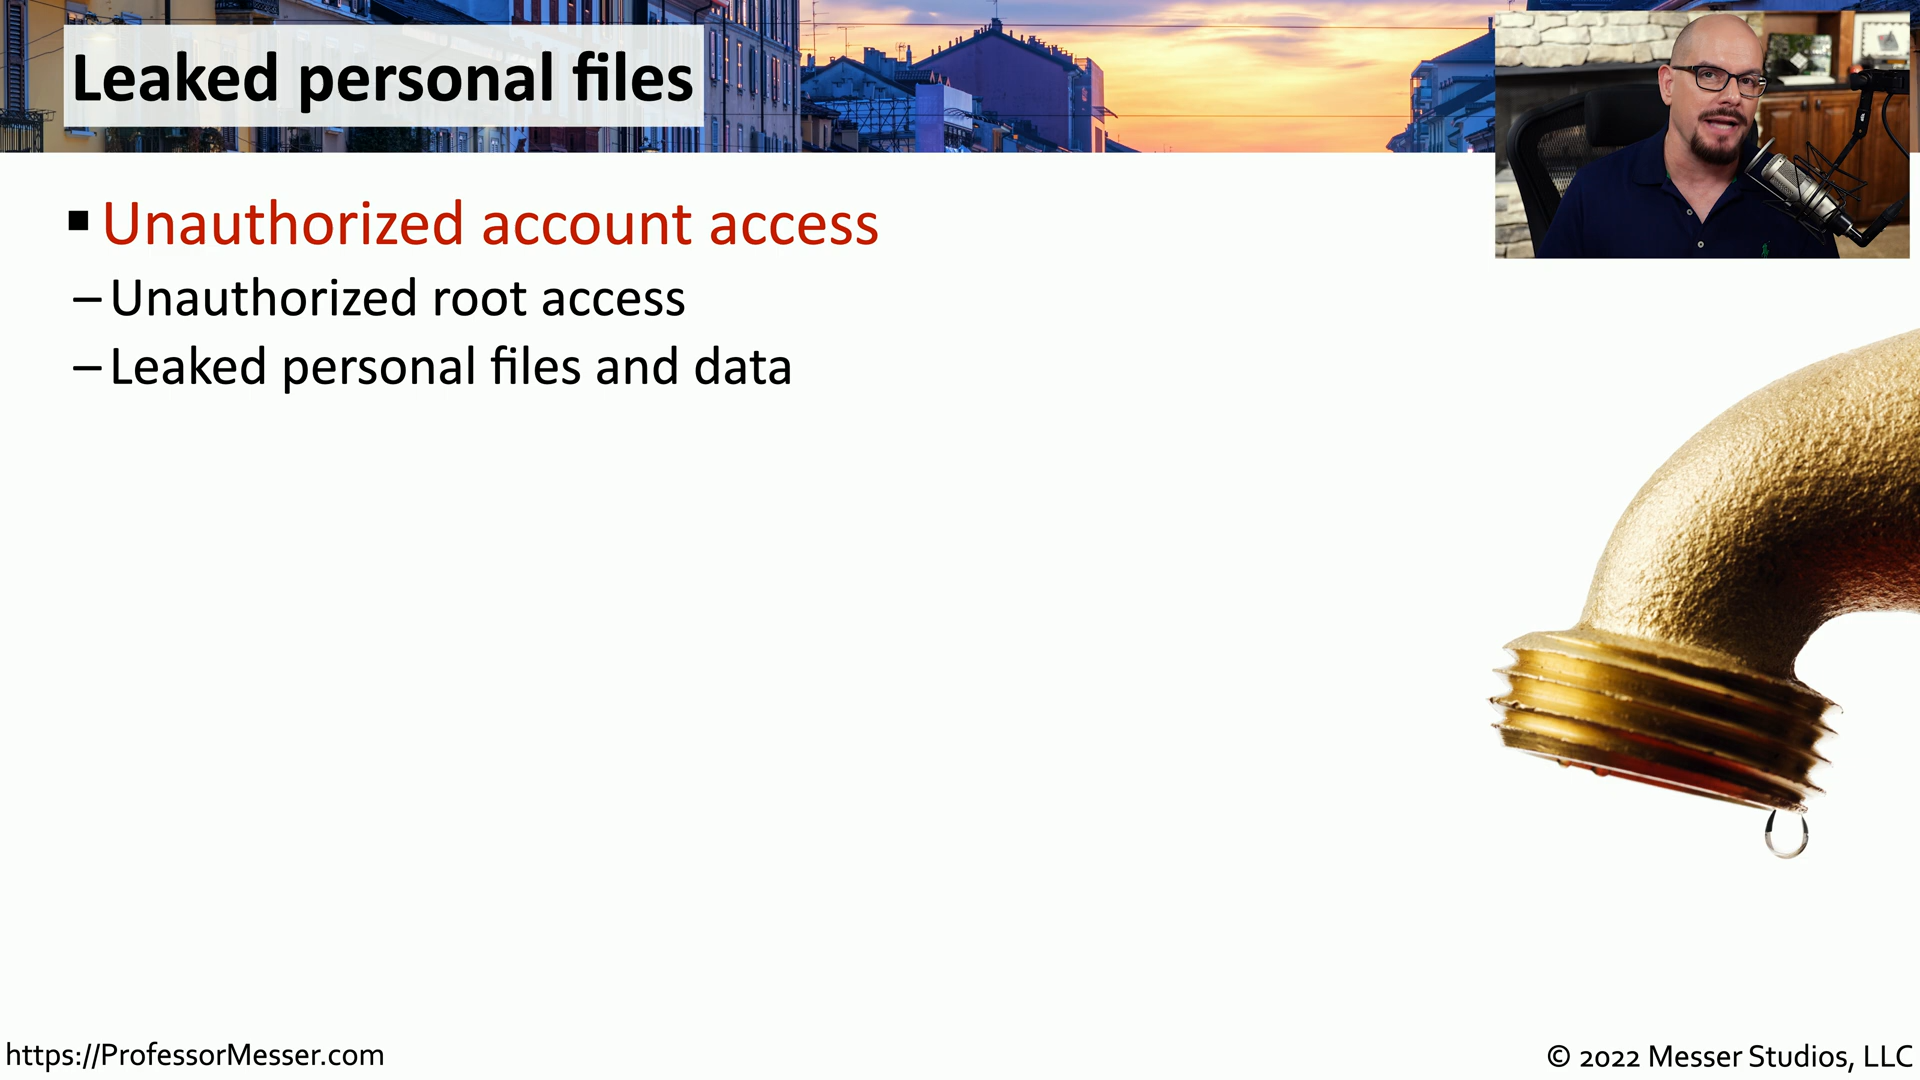 Leaked personal files
▪ Unauthorized account access
– Unauthorized root access
– Leaked personal files and data
https://ProfessorMesser.com
© 2022 Messer Studios, LLC